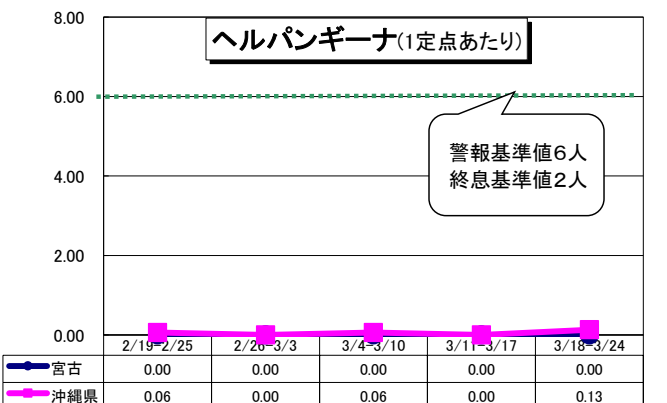 ヘルパンギーナ(1定点あたり)
8.00
6.00
4.00
2.00
0.00
警報基準値6人
終息基準値2人
2/19-2/25 2/26-3/3 3/4-3/10 3/11-3/17 3/18-3/24
宮古 0.00 0.00 0.00 0.00 0.00
沖縄県 0.06 0.00 0.06 0.00 0.13